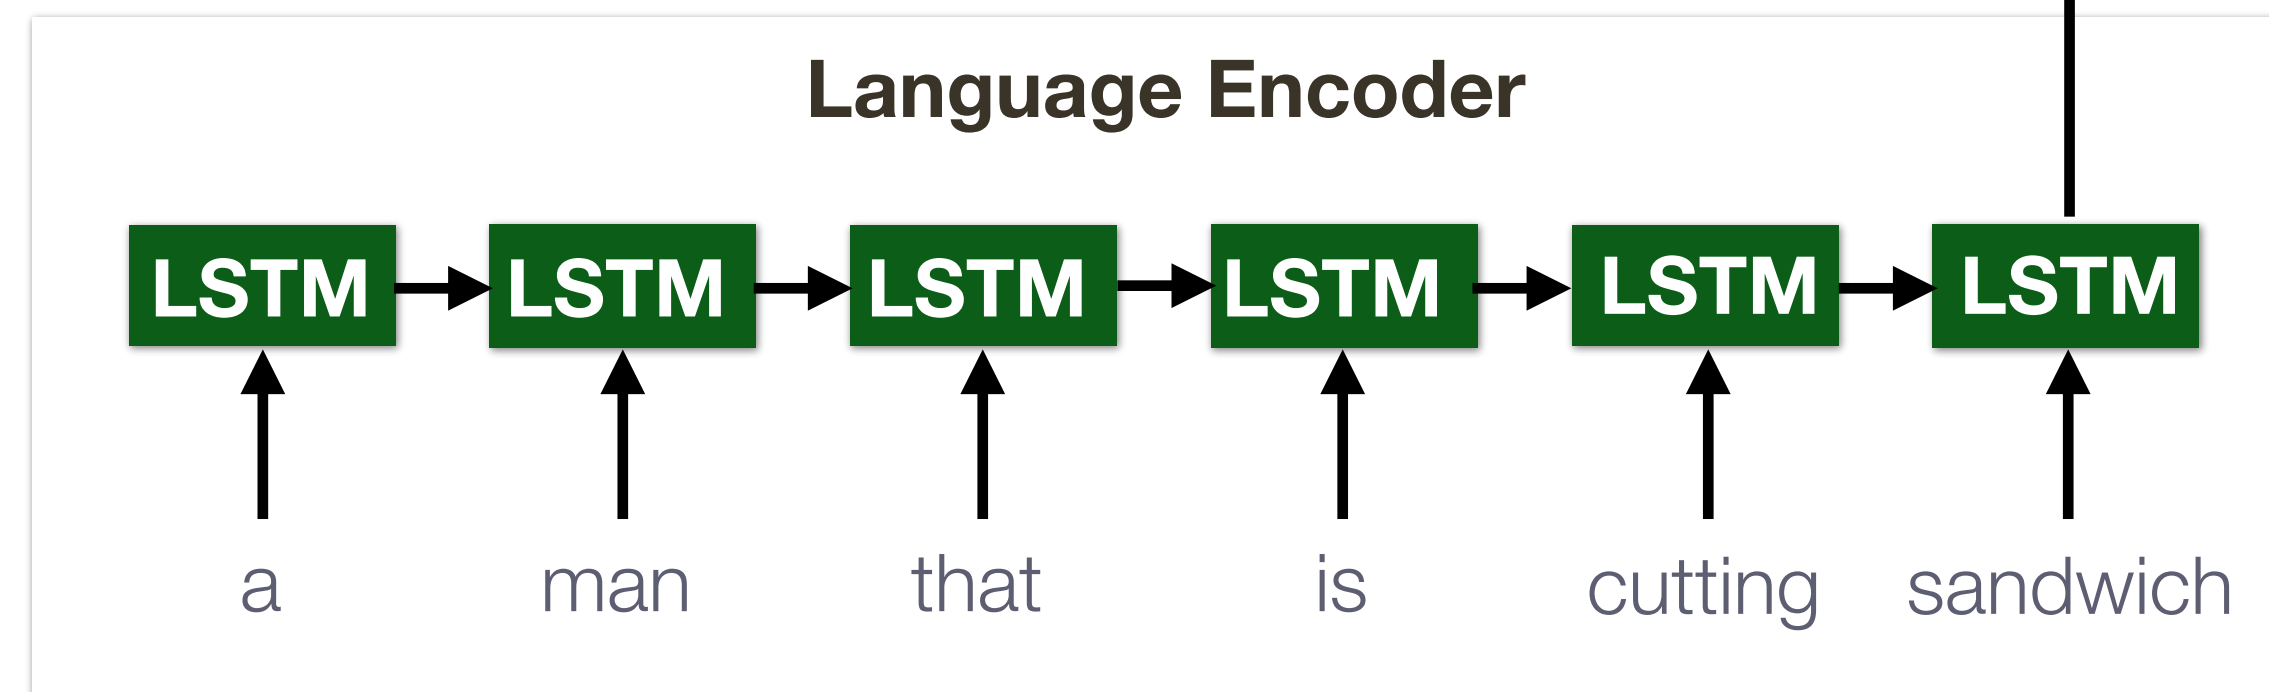 Language Encoder
LSTM LSTM LSTM LSTM LSTM LSTM
a man that is cutting sandwich